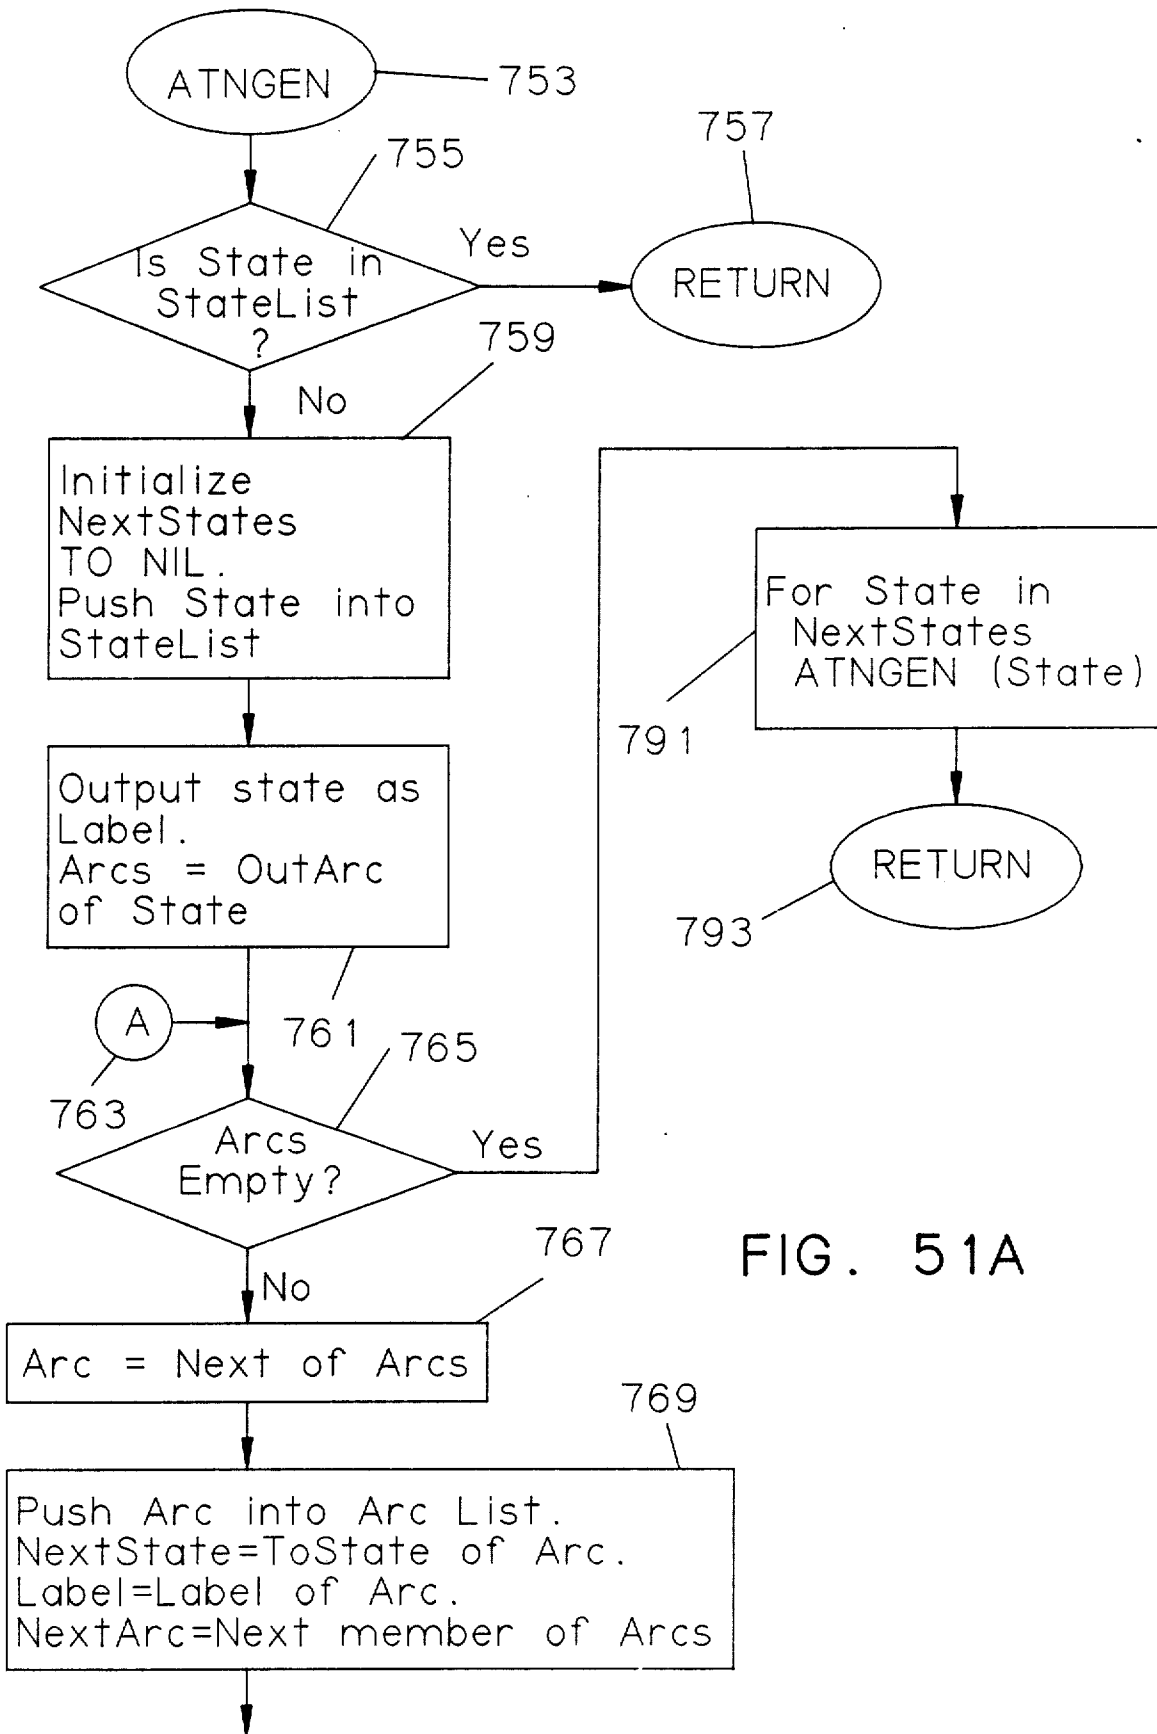 ATNGEN
753
755
757
Is State in
StateList
?
Yes
RETURN
759
No
Initialize
NextStates
TO NIL.
Push State into
StateList
For State in
NextStates
ATNGEN (State)
791
Output state as
Label.
Arcs = OutArc
of State
RETURN
793
A
763
761
765
Arcs
Empty?
Yes
No
767
FIG. 51A
Arc = Next of Arcs
769
Push Arc into Arc List.
NextState=ToState of Arc.
Label=Label of Arc.
NextArc=Next member of Arcs